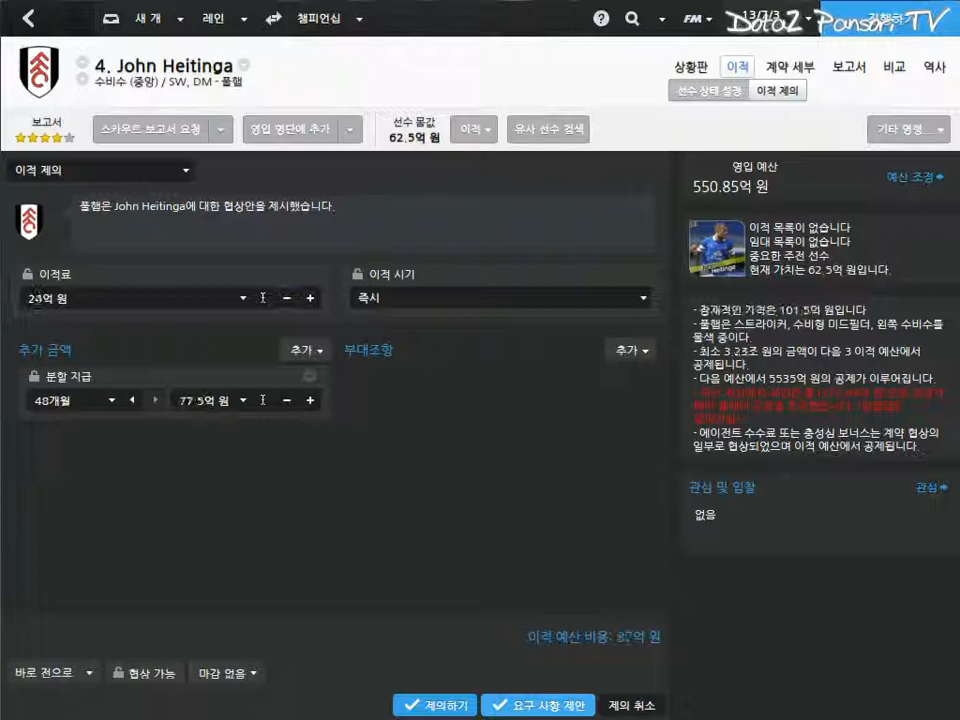 새 개
레인
챔피언십
FM
13/7/3
Dota2 Pansori TV
4. John Heitinga
수비수 (중앙) / SW, DM - 풀햄
상황판
이적
계약 세부
보고서
비교
역사
선수 상태 설정
이적 제의
보고서
스카우트 보고서 요청
영입 명단에 추가
선수 몸값
62.5억 원
이적
유사 선수 검색
기타 명령...
이적 제의
영입 예산
550.85억 원
예산 조정
풀햄은 John Heitinga에 대한 협상안을 제시했습니다.
이적 목록이 없습니다
임대 목록이 없습니다
중요한 주전 선수
현재 가치는 62.5억 원입니다.
이적료
이적 시기
즉시
- 잠재적인 가격은 101.5억 원입니다
- 풀햄은 스트라이커, 수비형 미드필더, 왼쪽 수비수를
물색 중이다.
- 최소 3.23조 원의 금액이 다음 3 이적 예산에서
공제된다.
- 다음 예산에서 5535억 원의 공제가 이루어집니다.
- 에이전트 수수료 또는 충성심 보너스는 계약 협상의
일부로 협상되었으며 이적 예산에서 공제됩니다.
추가 금액
추가
부대조항
추가
분할 지급
48개월
77.5억 원
관심 및 입찰
관심
없음
이적 예산 비용: 87억 원
바로 전으로
협상 가능
마감 없음
제의하기
요구 사항 제안
제의 취소